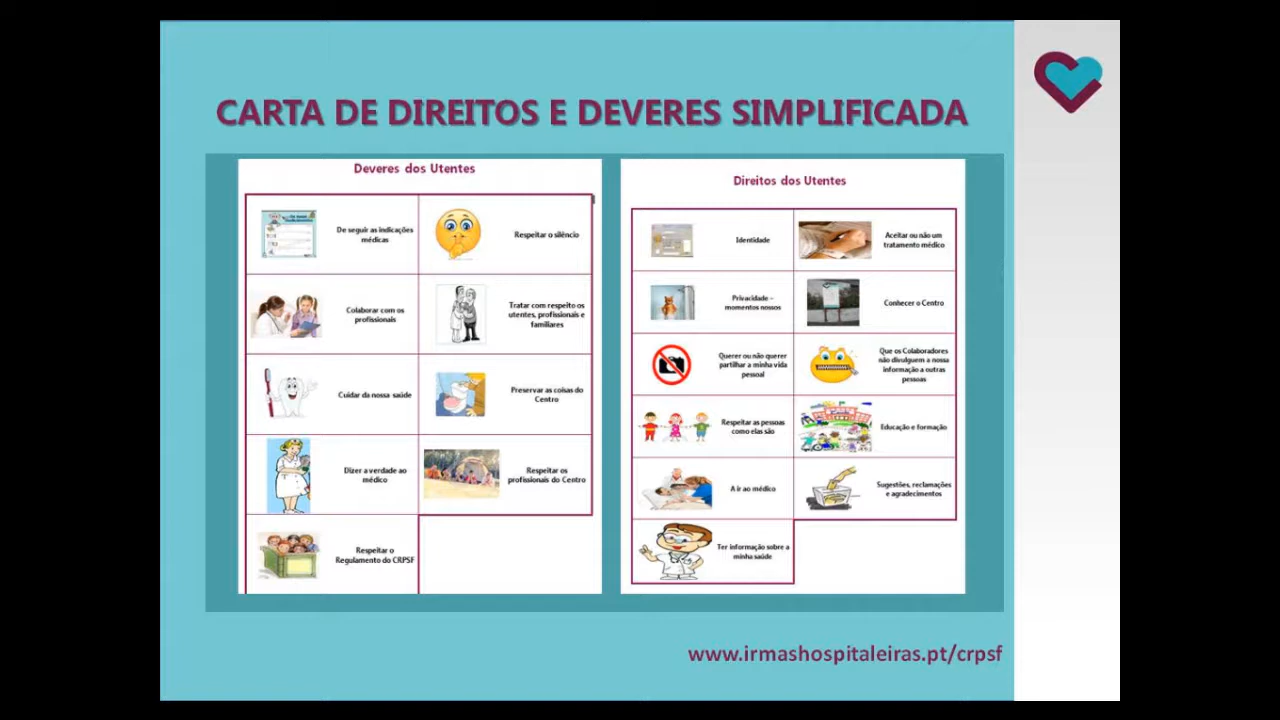 CARTA DE DIREITOS E DEVERES SIMPLIFICADA
Deveres dos Utentes
De seguir as indicações
médicas
Respeitar o silêncio
Colaborar com os
profissionais
Tratar com respeito os
utentes, profissionais e
familiares
Cuidar da nossa saúde
Preservar as coisas do
Centro
Dizer a verdade ao
médico
Respeitar os
profissionais do Centro
Respeitar o
Regulamento do CRPSF
Direitos dos Utentes
Identidade
Aceitar ou não um
tratamento médico
Privacidade –
momentos nossos
Conhecer o Centro
Querer ou não querer
partilhar a minha vida
pessoal
Que os Colaboradores
não divulguem a nossa
informação a outras
pessoas
Respeitar as pessoas
como elas são
Educação e formação
A ir ao médico
Sugestões, reclamações
e agradecimentos
Ter informação sobre a
minha saúde
www.irmashospitaleiras.pt/crpsf